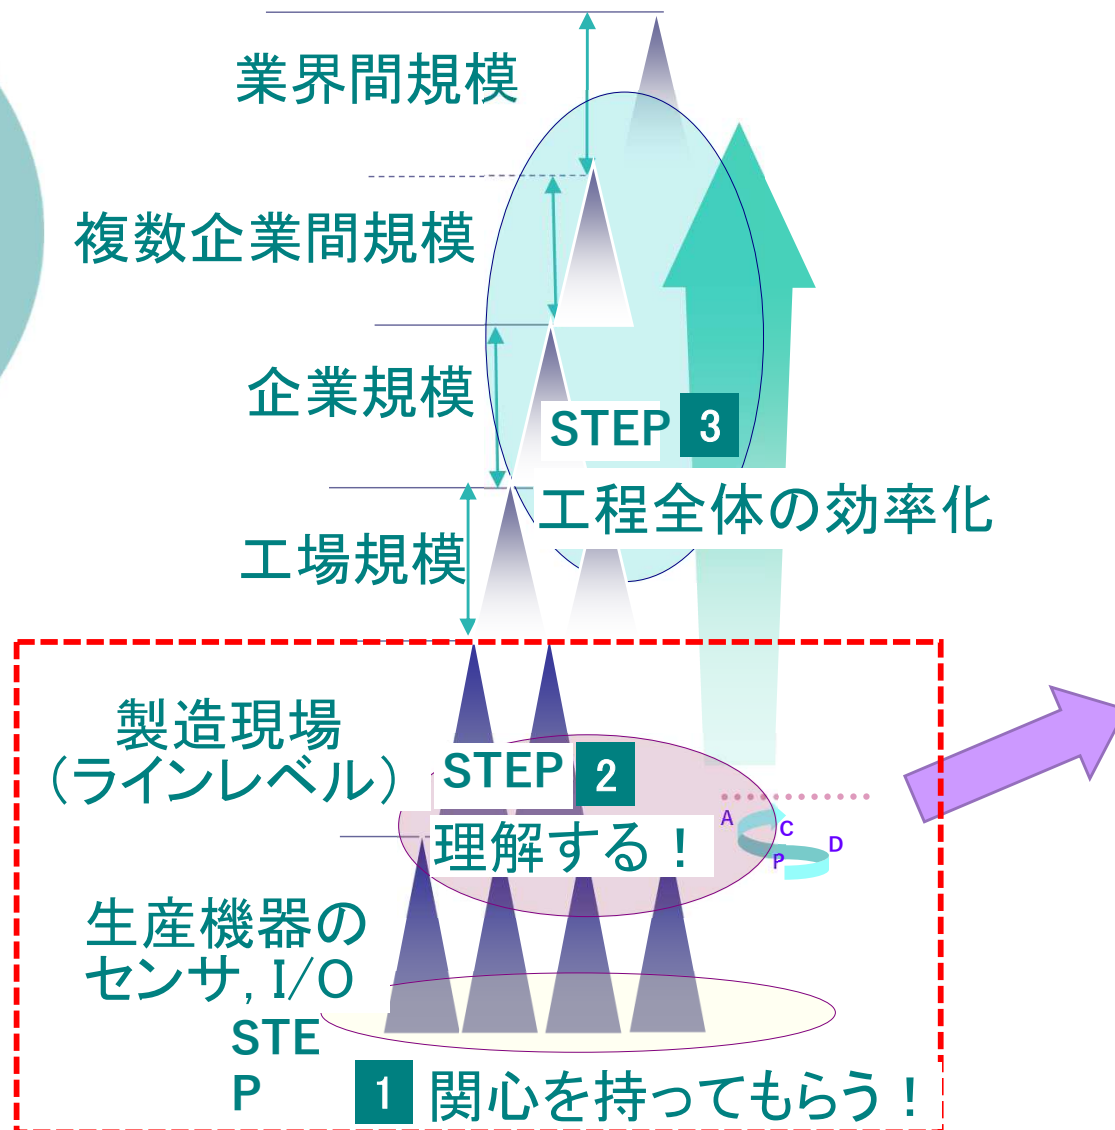 業界間規模
複数企業間規模
企業規模
STEP 3
工程全体の効率化
工場規模
製造現場
（ラインレベル）
STEP 2
理解する！
A
C
D
P
生産機器の
センサ, I/O
STE
P
1 関心を持ってもらう！